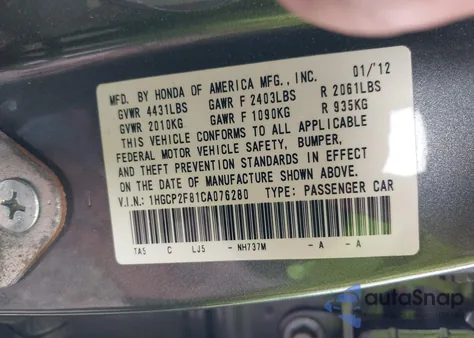 MFD. BY HONDA OF AMERICA MFG., INC. 01/'12
GVWR 4431LBS GAWR F 2403LBS R 2061LBS
GVWR 2010KG GAWR F 1090KG R 935KG
THIS VEHICLE CONFORMS TO ALL APPLICABLE
FEDERAL MOTOR VEHICLE SAFETY, BUMPER,
AND THEFT PREVENTION STANDARDS IN EFFECT
ON THE DATE OF MANUFACTURE SHOWN ABOVE.
V.I.N.: 1HGCP2F81CA076280 TYPE: PASSENGER CAR
TA5 C LJ5 - NH737M - A - A
autoSnap